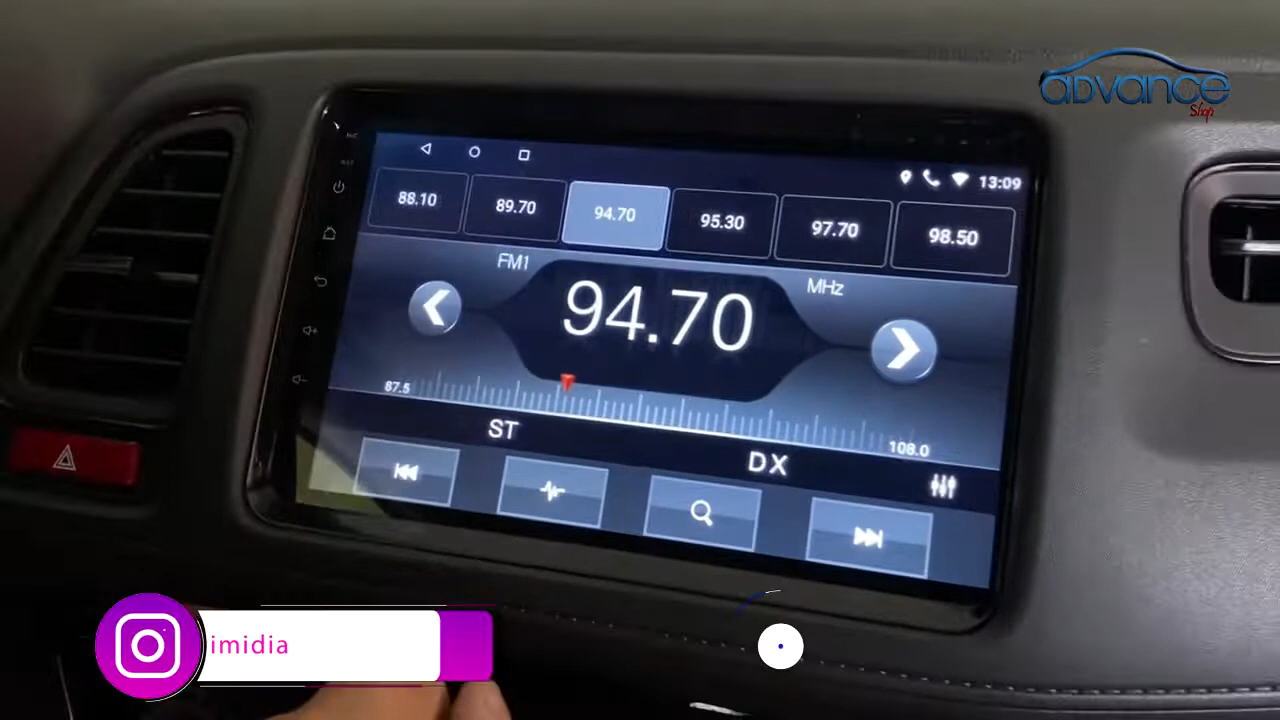 ADVANCE
Shop
13:09
88.10
89.70
94.70
95.30
97.70
98.50
FM1
MHz
94.70
87.5
108.0
ST
DX
imidia